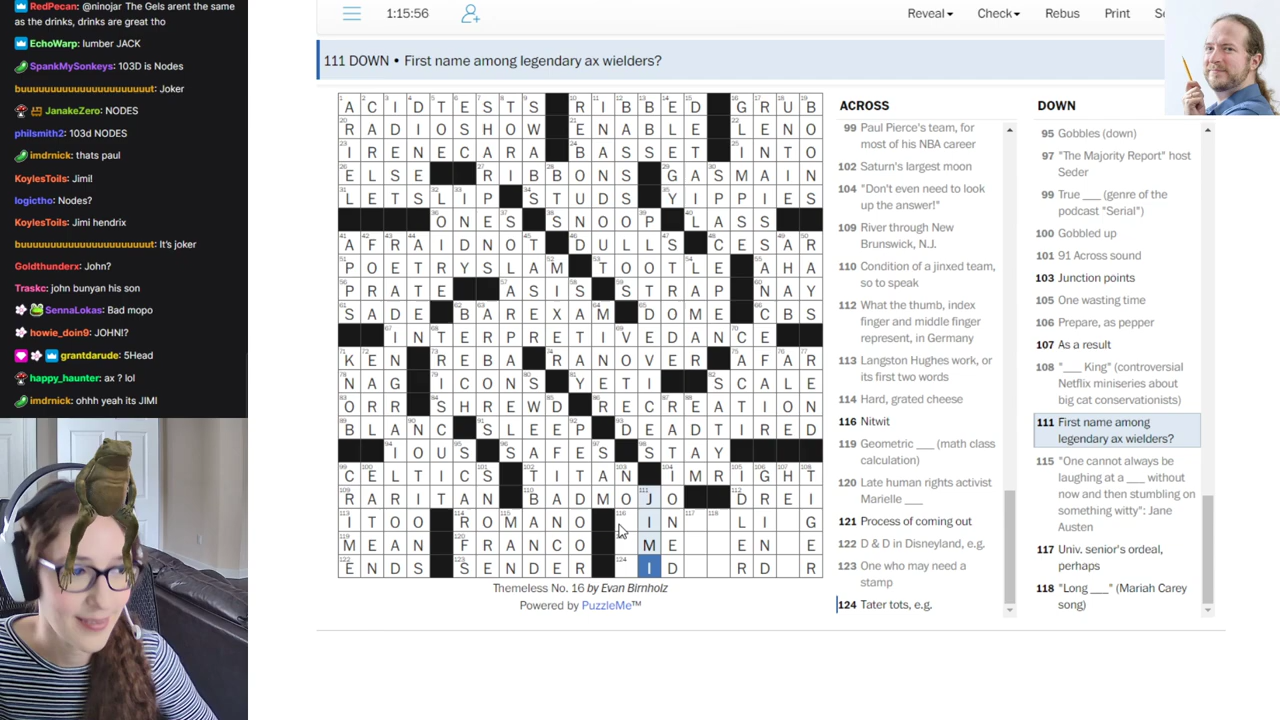 RedPecan: @ninojar The Gels arent the same
as the drinks, drinks are great tho
EchoWarp: lumber JACK
SpankMySonkeys: 103D is Nodes
buuuuuuuuuuuuuuuuuuuuuut: Joker
JanakeZero: NODES
philsmith2: 103d NODES
imdrnick: thats paul
KoylesToils: Jimi!
logictho: Nodes?
KoylesToils: Jimi hendrix
buuuuuuuuuuuuuuuuuuuuuut: It's joker
Goldthunderx: John?
Traskc: john bunyan his son
SennaLokas: Bad mopo
howie_doin9: JOHN!?
grantdarude: 5Head
happy_haunter: ax ? lol
imdrnick: ohhh yeah its JIMI
1:15:56
Reveal
Check
Rebus
Print
111 DOWN • First name among legendary ax wielders?
A C I D T E S T S R I B B E D G R U B
R A D I O S H O W E N A B L E L E N O
I R E N E C A R A B A S S E T I N T O
E L S E R I B B O N S G A S M A I N
L E T S L I P S T U D S Y I P P I E S
O N E S S N O O P L A S S
A F R A I D N O T D U L L S C E S A R
P O E T R Y S L A M T O O T L E A H A
P R A T E A S I S S T R A P N A Y
S A D E B A R E X A M D O M E C B S
I N T E R P R E T I V E D A N C E
K E N R E B A R A N O V E R A F A R
N A G I C O N S Y E T I S C A L E
O R R S H R E W D R E C R E A T I O N
B L A N C S L E E P D E A D T I R E D
I O U S S A F E S S T A Y
C E L T I C S T I T A N I M R I G H T
R A R I T A N B A D M O J O D R E I
I T O O R O M A N O I N L I G
M E A N F R A N C O M E E N E
E N D S S E N D E R I D R D R
Themeless No. 16 by Evan Birnholz
Powered by PuzzleMe™
ACROSS
99 Paul Pierce's team, for
most of his NBA career
102 Saturn's largest moon
104 "Don't even need to look
up the answer!"
109 River through New
Brunswick, N.J.
110 Condition of a jinxed team,
so to speak
112 What the thumb, index
finger and middle finger
represent, in Germany
113 Langston Hughes work, or
its first two words
114 Hard, grated cheese
116 Nitwit
119 Geometric ___ (math class
calculation)
120 Late human rights activist
Marielle ___
121 Process of coming out
122 D & D in Disneyland, e.g.
123 One who may need a
stamp
124 Tater tots, e.g.
DOWN
95 Gobbles (down)
97 "The Majority Report" host
Seder
99 True ___ (genre of the
podcast "Serial")
100 Gobbled up
101 91 Across sound
103 Junction points
105 One wasting time
106 Prepare, as pepper
107 As a result
108 "___ King" (controversial
Netflix miniseries about
big cat conservationists)
111 First name among
legendary ax wielders?
115 "One cannot always be
laughing at a ___ without
now and then stumbling on
something witty": Jane
Austen
117 Univ. senior's ordeal,
perhaps
118 "Long ___" (Mariah Carey
song)